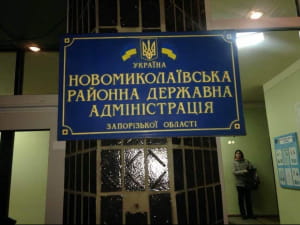 УКРАЇНА
НОВОМИКОЛАЇВСЬКА
РАЙОННА ДЕРЖАВНА
АДМІНІСТРАЦІЯ
ЗАПОРІЗЬКОЇ ОБЛАСТІ